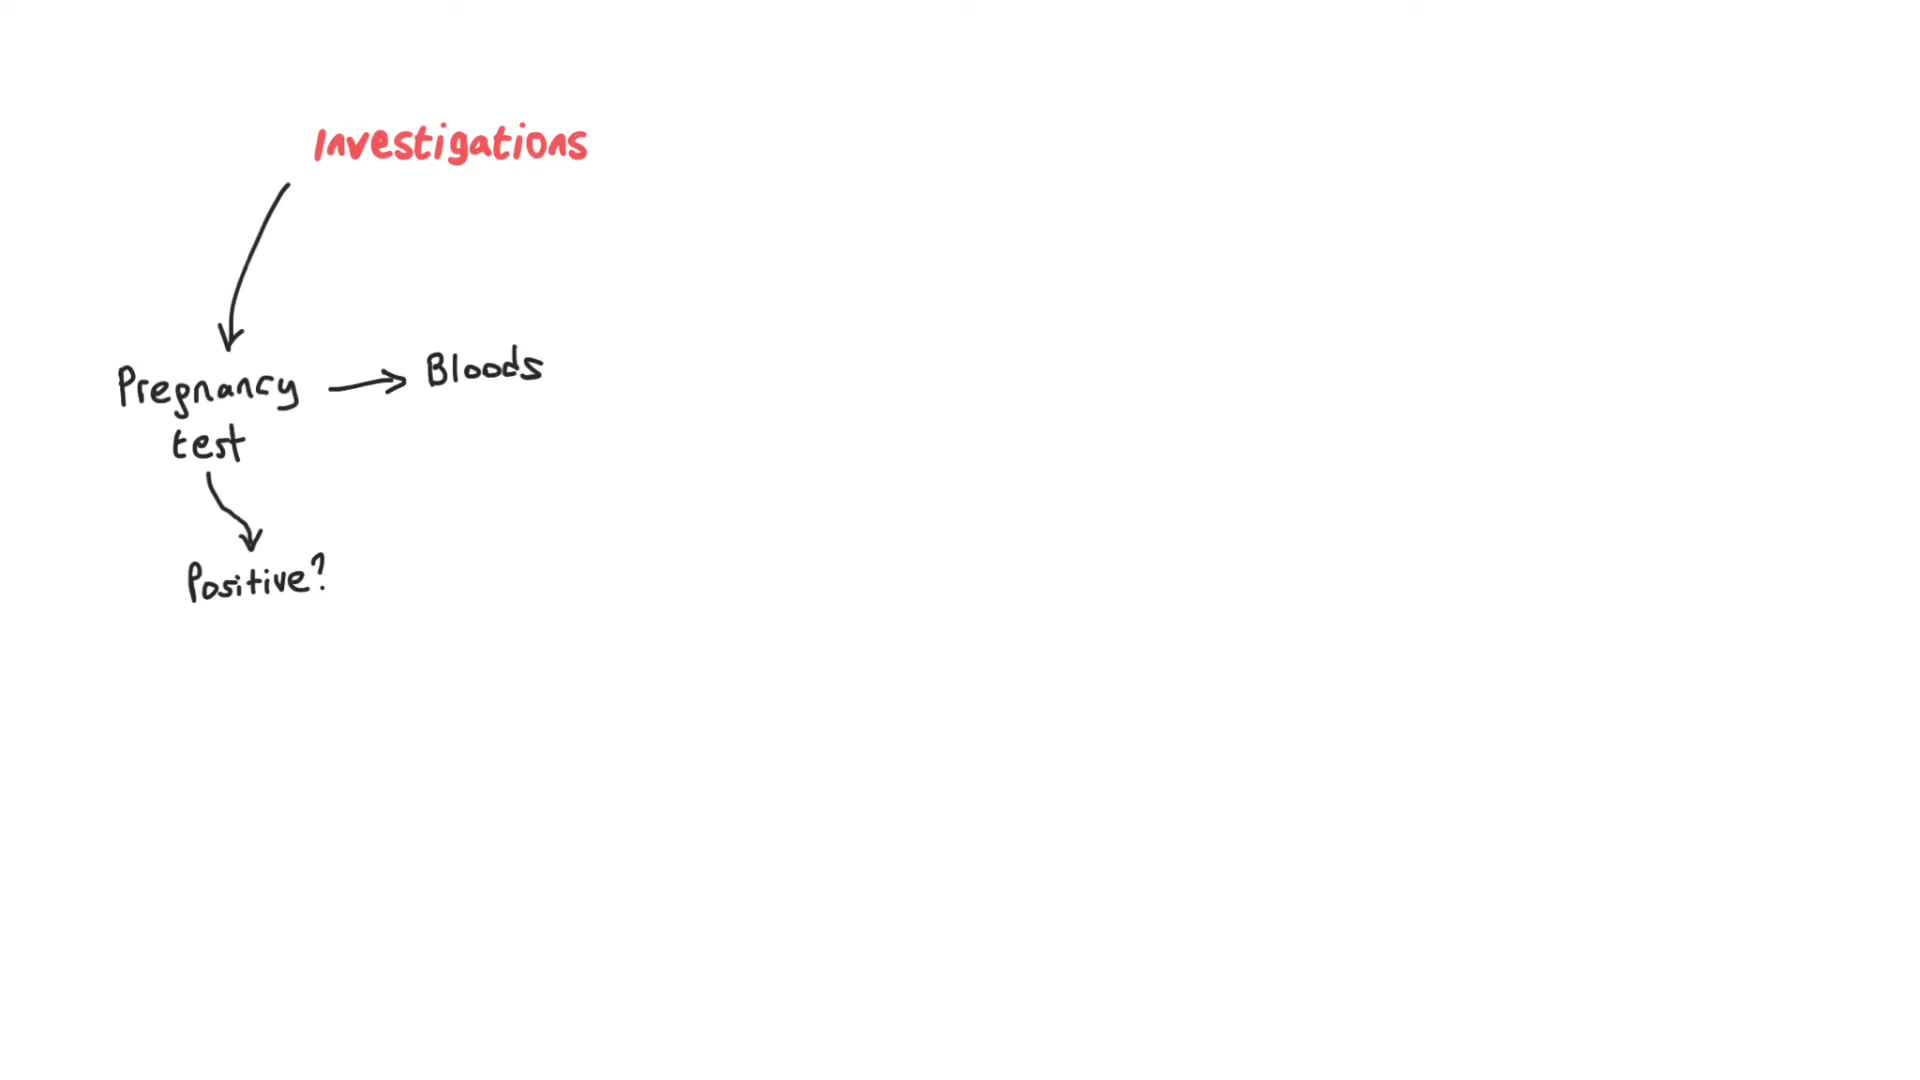 Investigations
Pregnancy
test
Bloods
Positive?